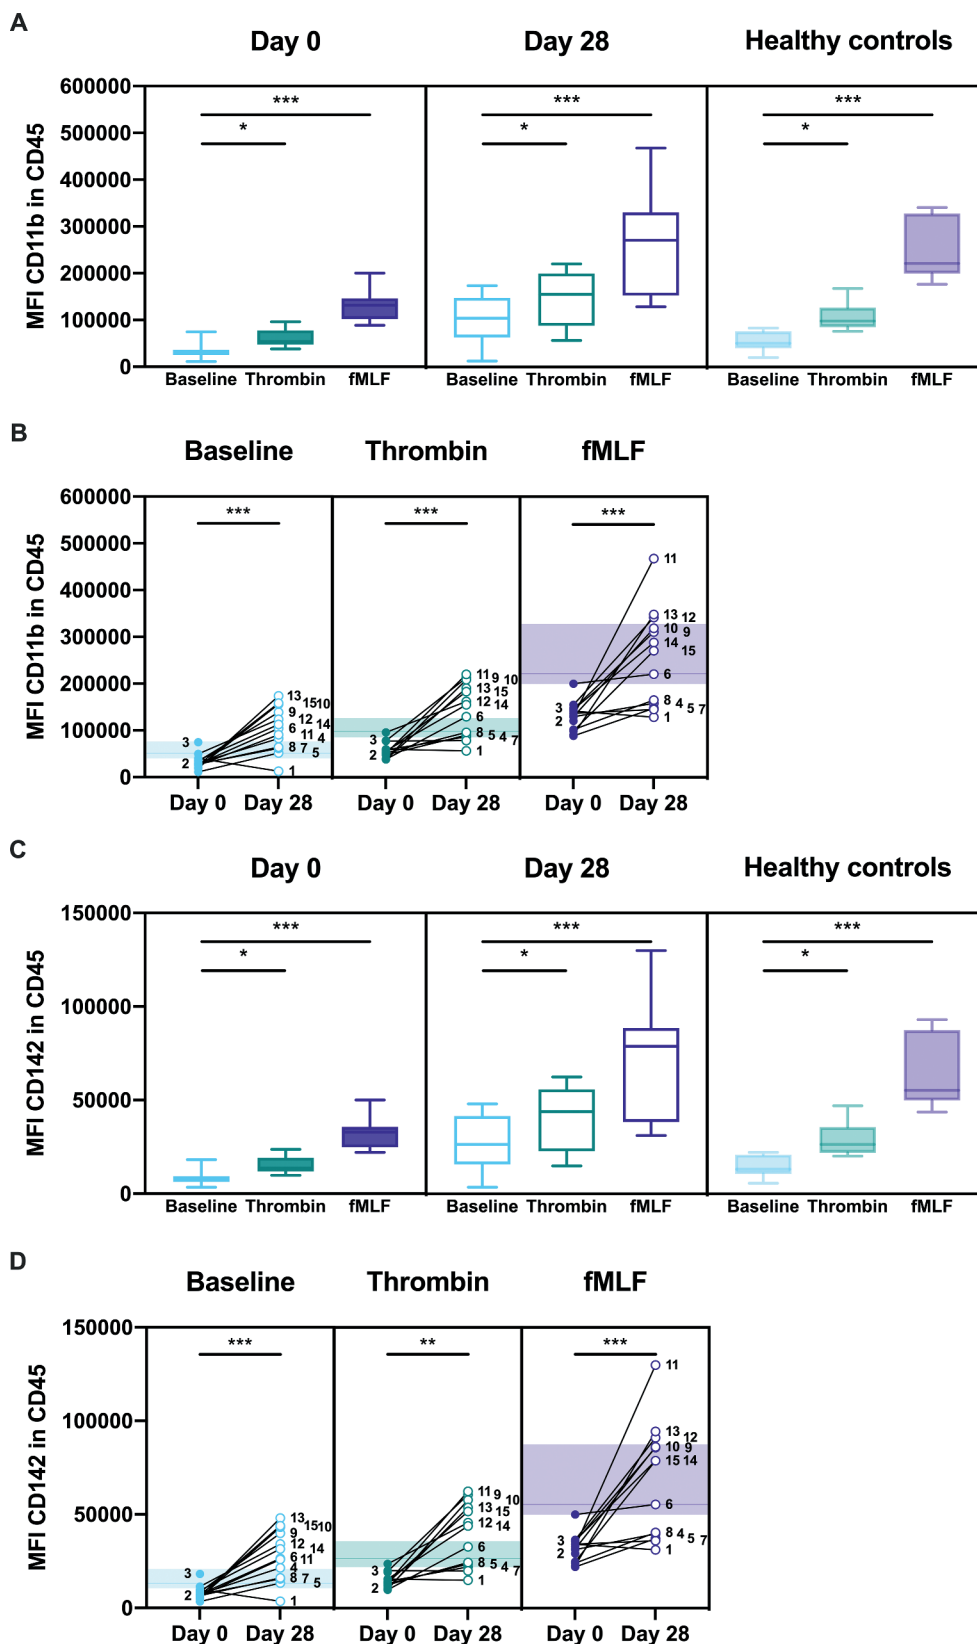 A
Day 0 Day 28 Healthy controls
MFI CD11b in CD45
600000
500000
400000
300000
200000
100000
0
*** *** ***
* * *
Baseline Thrombin fMLF Baseline Thrombin fMLF Baseline Thrombin fMLF
B
Baseline Thrombin fMLF
MFI CD11b in CD45
600000
500000
400000
300000
200000
100000
0
*** *** ***
3
2
13 15 10
9 12 14
6 11 4
8 7 5
1
3
2
11 9 10
13 15
12 14
6
8 5 4 7
1
3
2
11
13 12
10 9
14 15
6
8 4 5 7
1
Day 0 Day 28 Day 0 Day 28 Day 0 Day 28
C
Day 0 Day 28 Healthy controls
MFI CD142 in CD45
150000
100000
50000
0
*** *** ***
* * *
Baseline Thrombin fMLF Baseline Thrombin fMLF Baseline Thrombin fMLF
D
Baseline Thrombin fMLF
MFI CD142 in CD45
150000
100000
50000
0
*** ** ***
3
2
13 15 10
9 12 14
6 11
4
8 7 5
1
3
2
11 9 10
13 15
12 14
6
8 5 4 7
1
3
2
11
13 12
10 9
15 14
6
8 4 5 7
1
Day 0 Day 28 Day 0 Day 28 Day 0 Day 28